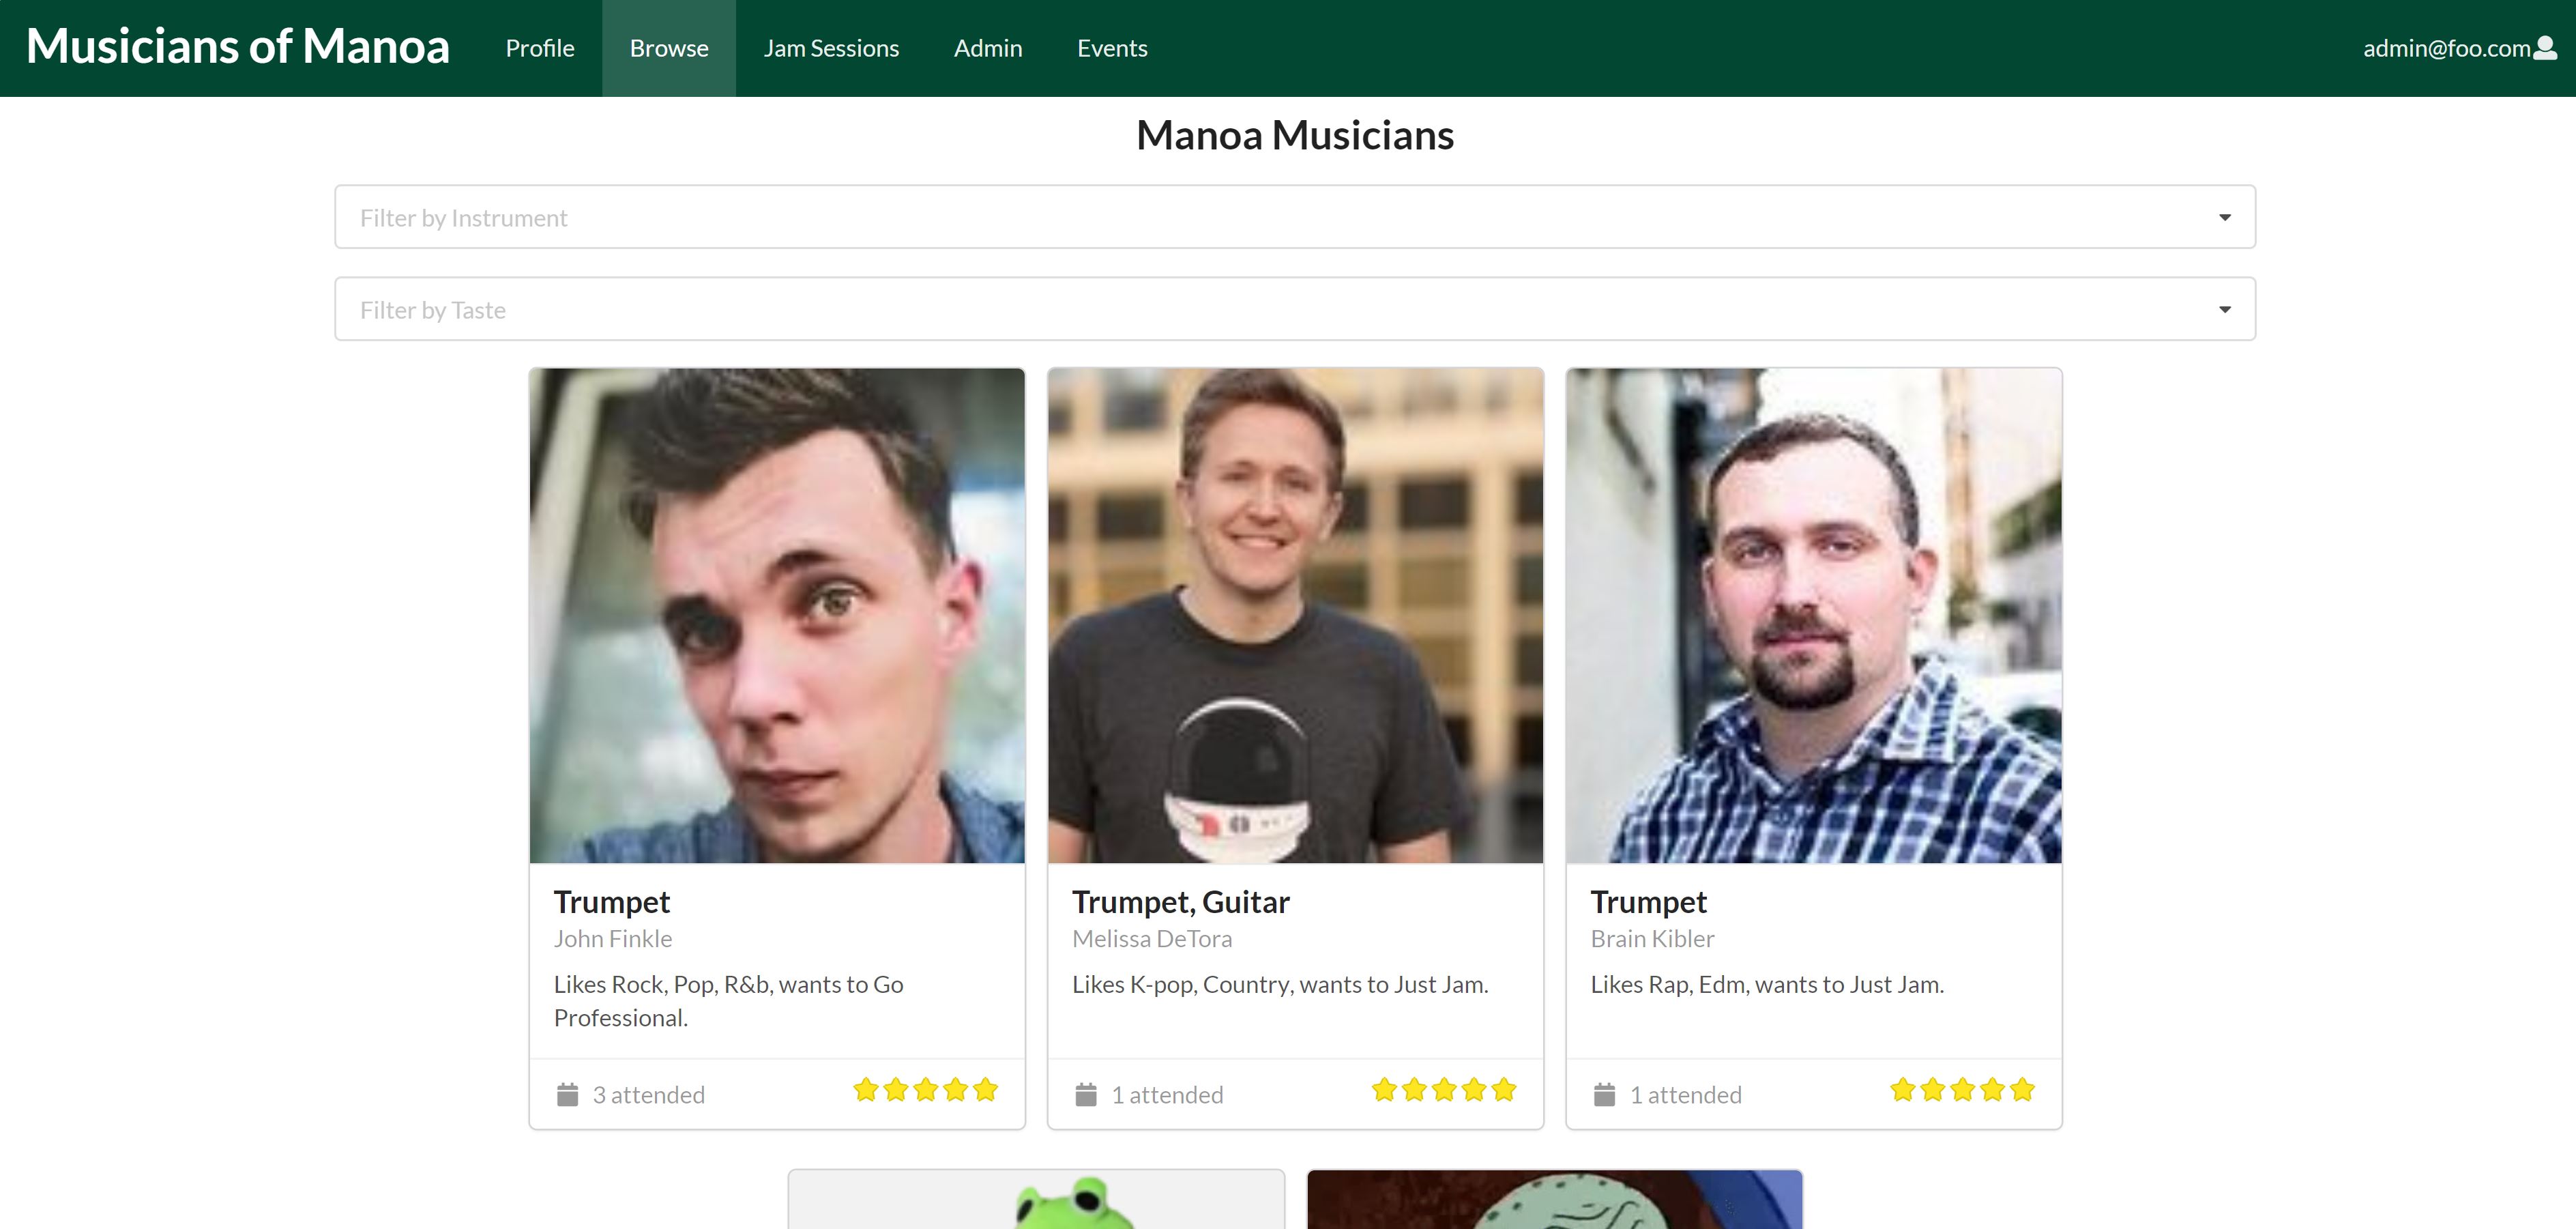 Musicians of Manoa Profile Browse Jam Sessions Admin Events admin@foo.com
Manoa Musicians
Filter by Instrument
Filter by Taste
Trumpet
John Finkle
Likes Rock, Pop, R&b, wants to Go
Professional.
3 attended
Trumpet, Guitar
Melissa DeTora
Likes K-pop, Country, wants to Just Jam.
1 attended
Trumpet
Brain Kibler
Likes Rap, Edm, wants to Just Jam.
1 attended